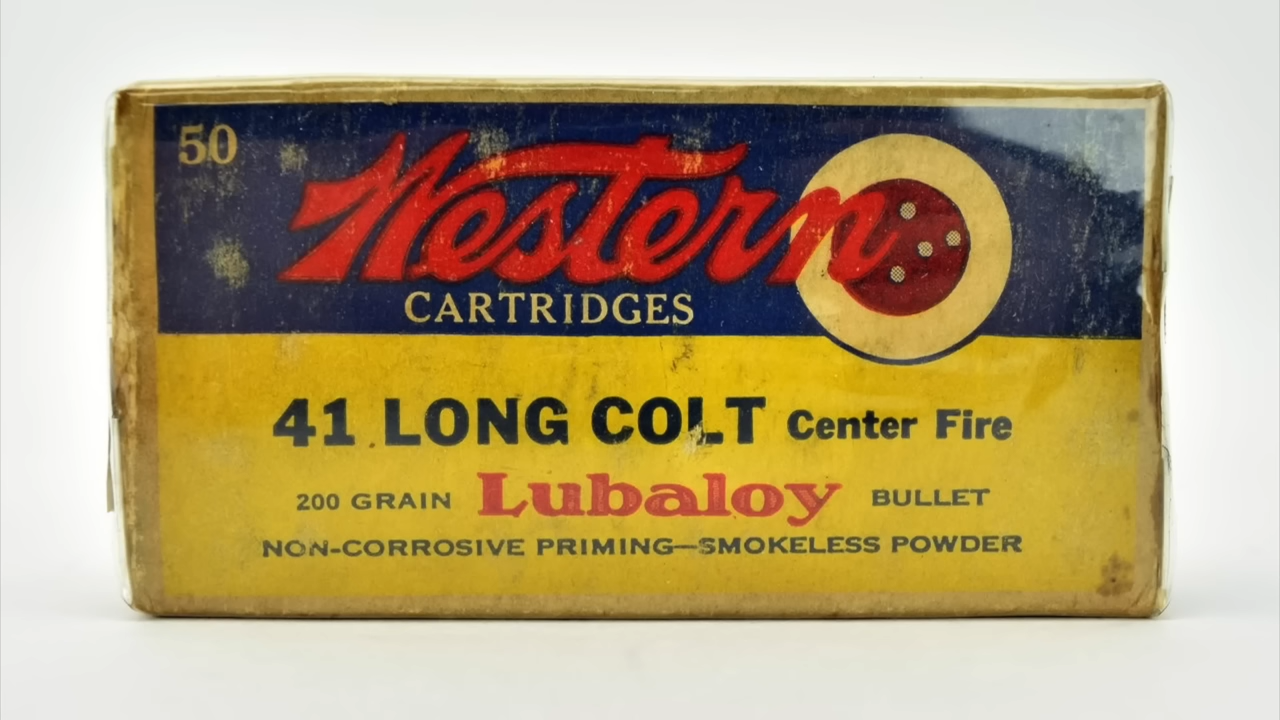 50
Western
CARTRIDGES
41 LONG COLT Center Fire
200 GRAIN Lubaloy BULLET
NON-CORROSIVE PRIMING—SMOKELESS POWDER